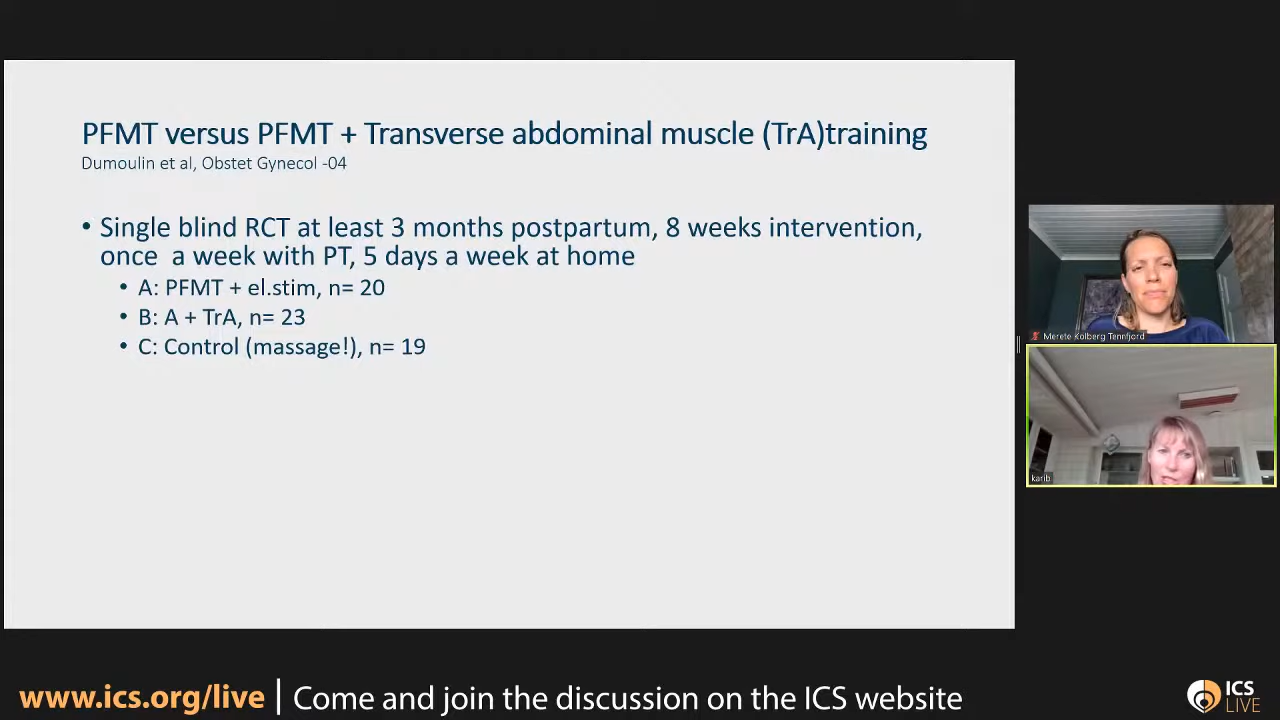 PFMT versus PFMT + Transverse abdominal muscle (TrA)training
Dumoulin et al, Obstet Gynecol -04
• Single blind RCT at least 3 months postpartum, 8 weeks intervention,
once  a week with PT, 5 days a week at home
• A: PFMT + el.stim, n= 20
• B: A + TrA, n= 23
• C: Control (massage!), n= 19
Merete Kolberg Tennfjord
karib
www.ics.org/live | Come and join the discussion on the ICS website
ICS
LIVE